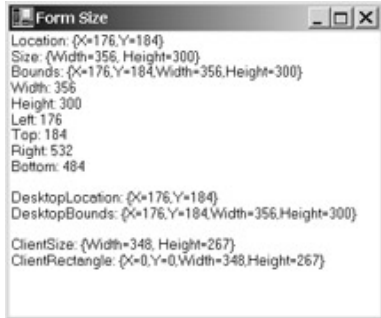 Form Size
Location: {X=176,Y=184}
Size: {Width=356, Height=300}
Bounds: {X=176,Y=184,Width=356,Height=300}
Width: 356
Height: 300
Left: 176
Top: 184
Right: 532
Bottom: 484
DesktopLocation: {X=176,Y=184}
DesktopBounds: {X=176,Y=184,Width=356,Height=300}
ClientSize: {Width=348, Height=267}
ClientRectangle: {X=0,Y=0,Width=348,Height=267}